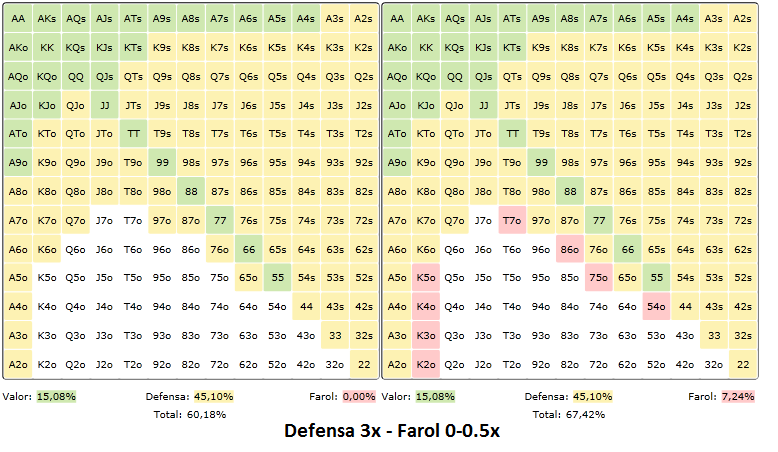 AA AKs AQs AJs ATs A9s A8s A7s A6s A5s A4s A3s A2s AA AKs AQs AJs ATs A9s A8s A7s A6s A5s A4s A3s A2s
AKo KK KQs KJs KTs K9s K8s K7s K6s K5s K4s K3s K2s AKo KK KQs KJs KTs K9s K8s K7s K6s K5s K4s K3s K2s
AQo KQo QQ QJs QTs Q9s Q8s Q7s Q6s Q5s Q4s Q3s Q2s AQo KQo QQ QJs QTs Q9s Q8s Q7s Q6s Q5s Q4s Q3s Q2s
AJo KJo QJo JJ JTs J9s J8s J7s J6s J5s J4s J3s J2s AJo KJo QJo JJ JTs J9s J8s J7s J6s J5s J4s J3s J2s
ATo KTo QTo JTo TT T9s T8s T7s T6s T5s T4s T3s T2s ATo KTo QTo JTo TT T9s T8s T7s T6s T5s T4s T3s T2s
A9o K9o Q9o J9o T9o 99 98s 97s 96s 95s 94s 93s 92s A9o K9o Q9o J9o T9o 99 98s 97s 96s 95s 94s 93s 92s
A8o K8o Q8o J8o T8o 98o 88 87s 86s 85s 84s 83s 82s A8o K8o Q8o J8o T8o 98o 88 87s 86s 85s 84s 83s 82s
A7o K7o Q7o J7o T7o 97o 87o 77 76s 75s 74s 73s 72s A7o K7o Q7o J7o T7o 97o 87o 77 76s 75s 74s 73s 72s
A6o K6o Q6o J6o T6o 96o 86o 76o 66 65s 64s 63s 62s A6o K6o Q6o J6o T6o 96o 86o 76o 66 65s 64s 63s 62s
A5o K5o Q5o J5o T5o 95o 85o 75o 65o 55 54s 53s 52s A5o K5o Q5o J5o T5o 95o 85o 75o 65o 55 54s 53s 52s
A4o K4o Q4o J4o T4o 94o 84o 74o 64o 54o 44 43s 42s A4o K4o Q4o J4o T4o 94o 84o 74o 64o 54o 44 43s 42s
A3o K3o Q3o J3o T3o 93o 83o 73o 63o 53o 43o 33 32s A3o K3o Q3o J3o T3o 93o 83o 73o 63o 53o 43o 33 32s
A2o K2o Q2o J2o T2o 92o 82o 72o 62o 52o 42o 32o 22 A2o K2o Q2o J2o T2o 92o 82o 72o 62o 52o 42o 32o 22
Valor: 15,08% Defensa: 45,10% Farol: 0,00% Valor: 15,08% Defensa: 45,10% Farol: 7,24%
Total: 60,18% Total: 67,42%
Defensa 3x - Farol 0-0.5x